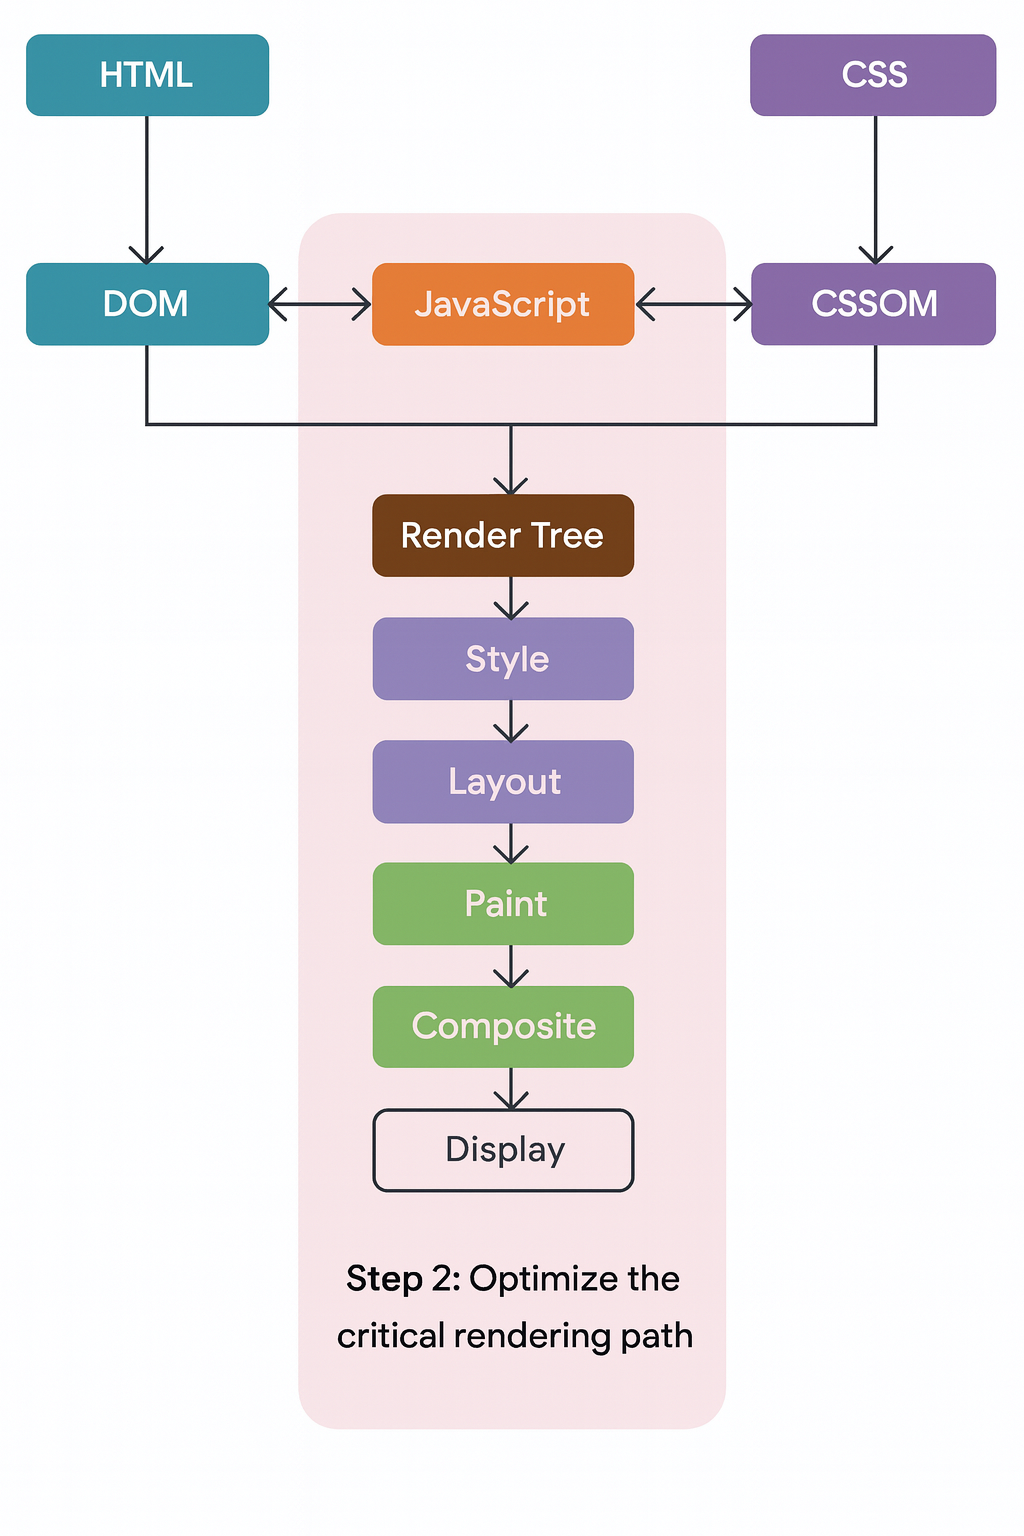 HTML
CSS
DOM
JavaScript
CSSOM
Render Tree
Style
Layout
Paint
Composite
Display
Step 2: Optimize the
critical rendering path